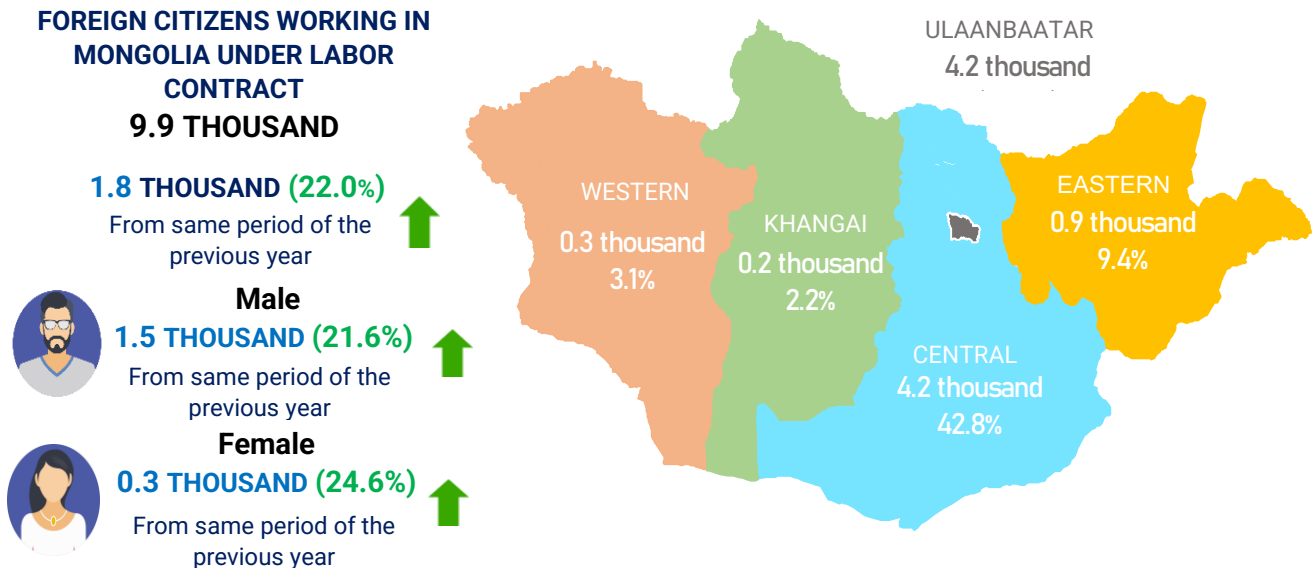 FOREIGN CITIZENS WORKING IN
MONGOLIA UNDER LABOR
CONTRACT
9.9 THOUSAND
1.8 THOUSAND (22.0%)
From same period of the
previous year
Male
1.5 THOUSAND (21.6%)
From same period of the
previous year
Female
0.3 THOUSAND (24.6%)
From same period of the
previous year
ULAANBAATAR
4.2 thousand
WESTERN
0.3 thousand
3.1%
KHANGAI
0.2 thousand
2.2%
CENTRAL
4.2 thousand
42.8%
EASTERN
0.9 thousand
9.4%